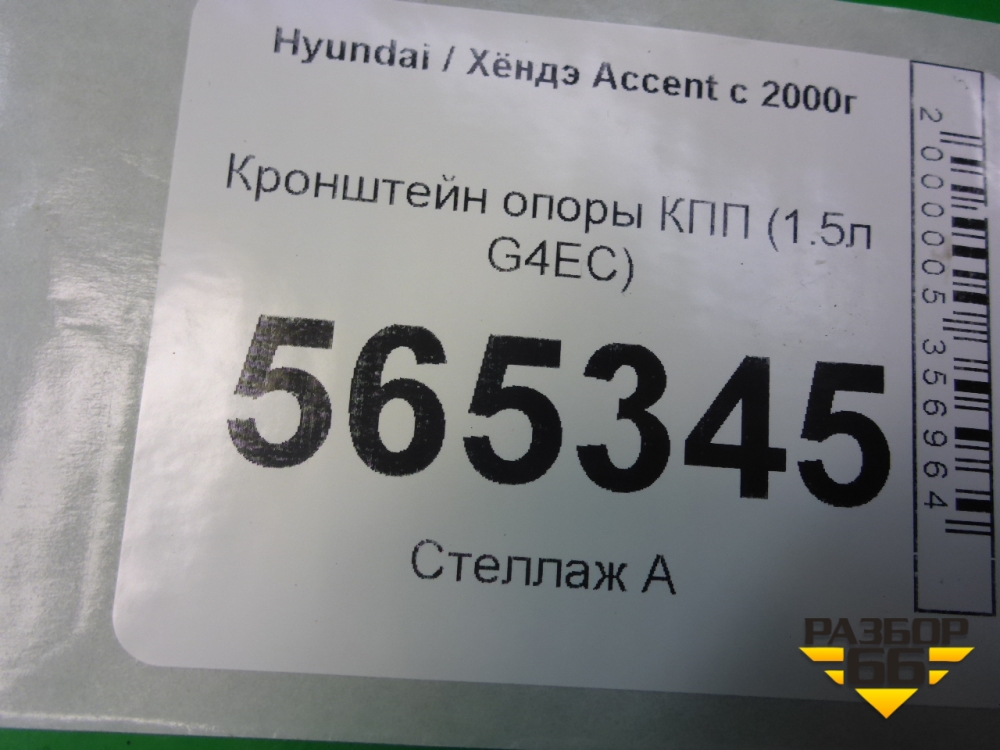 Hyundai / Хёндэ Accent с 2000г
Кронштейн опоры КПП (1.5л
G4EC)
565345
Стеллаж А
2000005356964
РАЗБОР
66